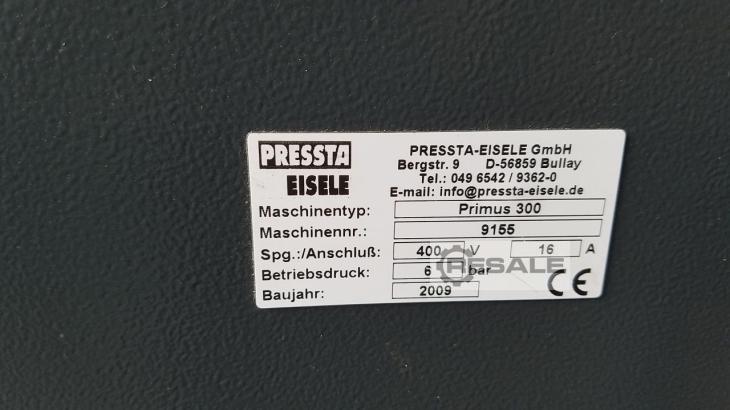 PRESSTA
EISELE
PRESSTA-EISELE GmbH
Bergstr. 9 D-56859 Bullay
Tel.: 049 6542 / 9362-0
E-mail: info@pressta-eisele.de
Maschinentyp: Primus 300
Maschinennr.: 9155
Spg./Anschluß: 400 V 16 A
Betriebsdruck: 6 bar
Baujahr: 2009
CE
RESALE